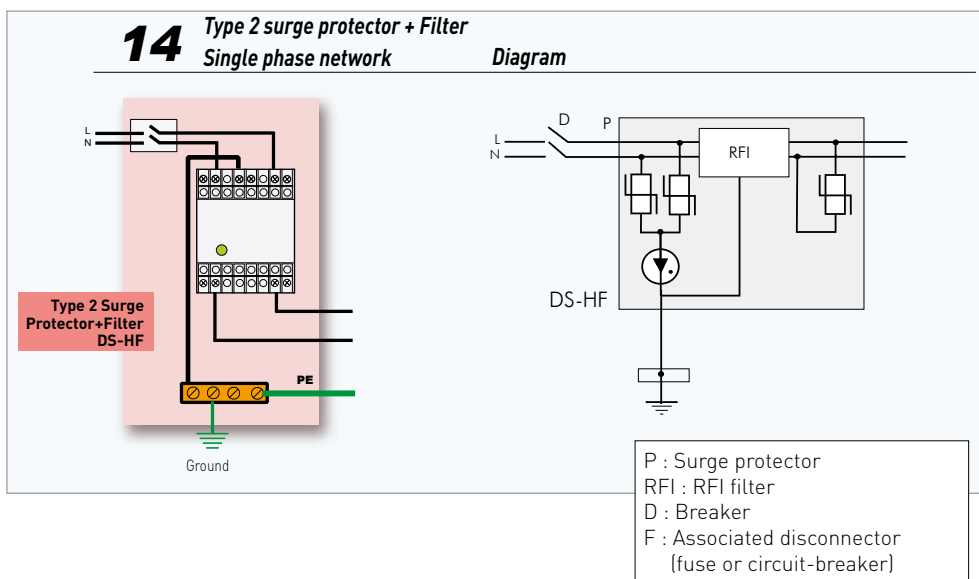 14
Type 2 surge protector + Filter
Single phase network
Diagram
L
N
Type 2 Surge
Protector+Filter
DS-HF
PE
Ground
D
P
L
N
RFI
DS-HF
P : Surge protector
RFI : RFI filter
D : Breaker
F : Associated disconnector
(fuse or circuit-breaker)